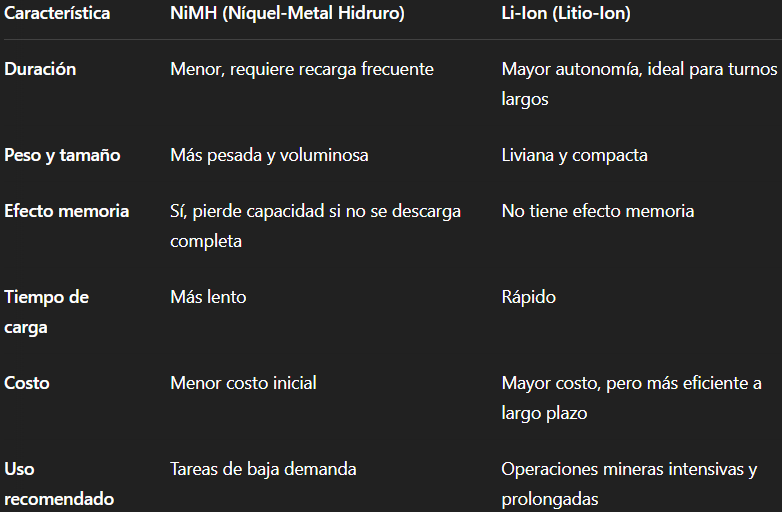 Característica NiMH (Níquel-Metal Hidruro) Li-Ion (Litio-Ion)
Duración Menor, requiere recarga frecuente Mayor autonomía, ideal para turnos
largos
Peso y tamaño Más pesada y voluminosa Liviana y compacta
Efecto memoria Sí, pierde capacidad si no se descarga No tiene efecto memoria
completa
Tiempo de Más lento Rápido
carga
Costo Menor costo inicial Mayor costo, pero más eficiente a
largo plazo
Uso Tareas de baja demanda Operaciones mineras intensivas y
recomendado prolongadas